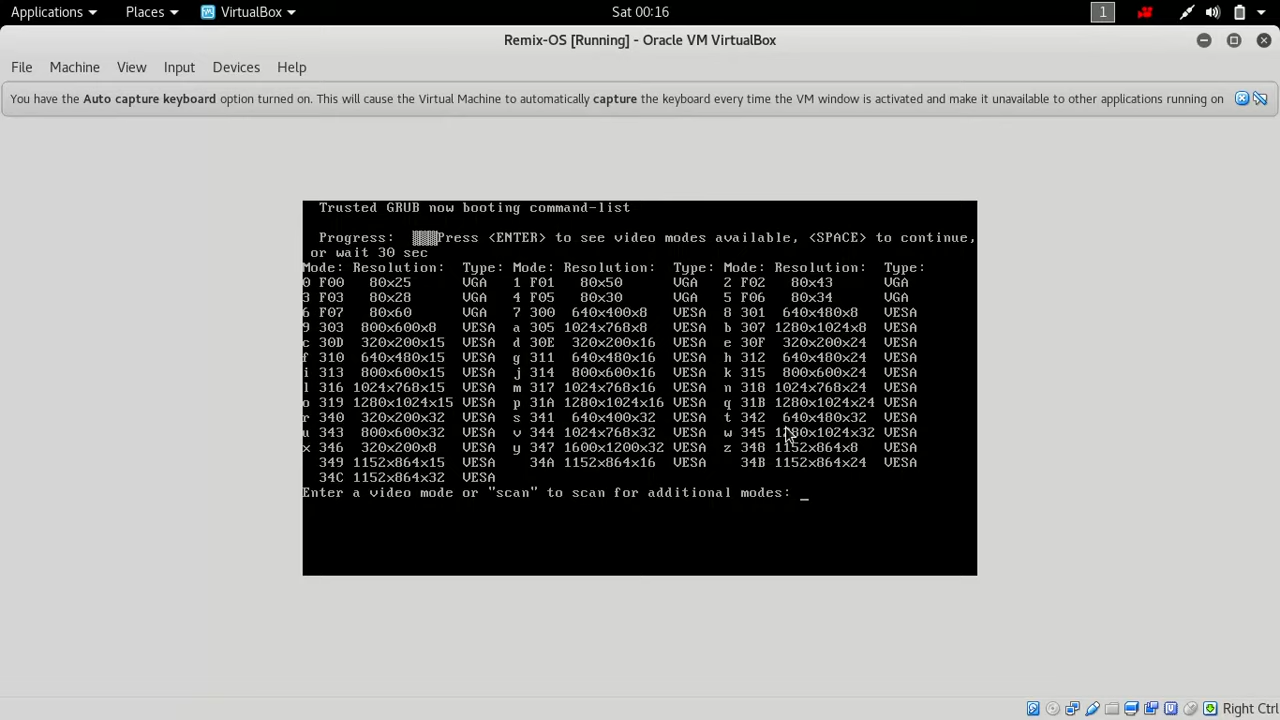 Applications Places VirtualBox Sat 00:16 1
Remix-OS [Running] - Oracle VM VirtualBox
File Machine View Input Devices Help
You have the Auto capture keyboard option turned on. This will cause the Virtual Machine to automatically capture the keyboard every time the VM window is activated and make it unavailable to other applications running on
Trusted GRUB now booting command-list
Progress: Press <ENTER> to see video modes available, <SPACE> to continue,
or wait 30 sec
Mode: Resolution: Type: Mode: Resolution: Type: Mode: Resolution: Type:
0 F00 80x25 VGA 1 F01 80x50 VGA 2 F02 80x43 VGA
3 F03 80x28 VGA 4 F05 80x30 VGA 5 F06 80x34 VGA
6 F07 80x60 VGA 7 300 640x400x8 VESA 8 301 640x480x8 VESA
9 303 800x600x8 VESA a 305 1024x768x8 VESA b 307 1280x1024x8 VESA
c 30D 320x200x15 VESA d 30E 320x200x16 VESA e 30F 320x200x24 VESA
f 310 640x480x15 VESA g 311 640x480x16 VESA h 312 640x480x24 VESA
i 313 800x600x15 VESA j 314 800x600x16 VESA k 315 800x600x24 VESA
l 316 1024x768x15 VESA m 317 1024x768x16 VESA n 318 1024x768x24 VESA
o 319 1280x1024x15 VESA p 31A 1280x1024x16 VESA q 31B 1280x1024x24 VESA
r 340 320x200x32 VESA s 341 640x400x32 VESA t 342 640x480x32 VESA
u 343 800x600x32 VESA v 344 1024x768x32 VESA w 345 1280x1024x32 VESA
x 346 320x200x8 VESA y 347 1600x1200x32 VESA z 348 1152x864x8 VESA
349 1152x864x15 VESA 34A 1152x864x16 VESA 34B 1152x864x24 VESA
34C 1152x864x32 VESA
Enter a video mode or "scan" to scan for additional modes: _
Right Ctrl